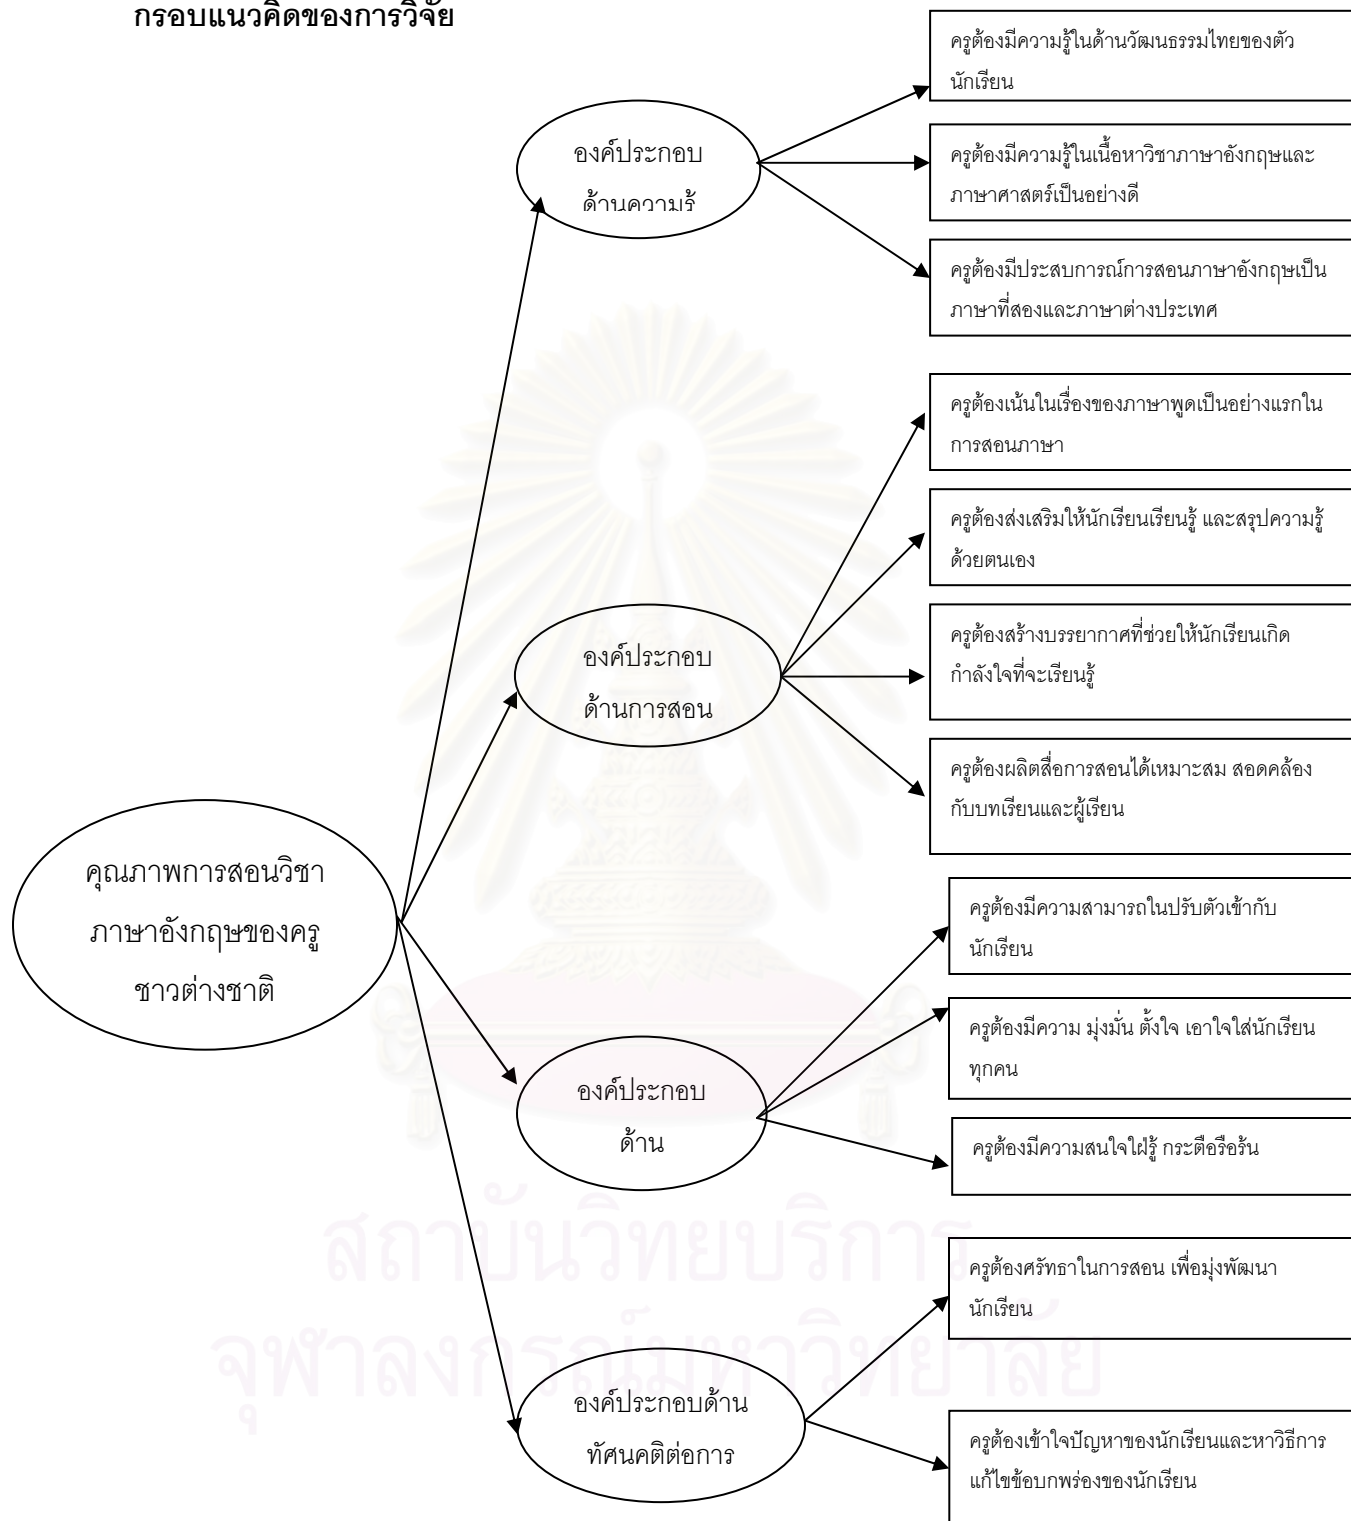 กรอบแนวคิดของการวิจัย
ครูต้องมีความรู้ในด้านวัฒนธรรมไทยของตัว
นักเรียน
องค์ประกอบ
ด้านความรู้
ครูต้องมีความรู้ในเนื้อหาวิชาภาษาอังกฤษและ
ภาษาศาสตร์เป็นอย่างดี
ครูต้องมีประสบการณ์การสอนภาษาอังกฤษเป็น
ภาษาที่สองและภาษาต่างประเทศ
ครูต้องเน้นในเรื่องของภาษาพูดเป็นอย่างแรกใน
การสอนภาษา
ครูต้องส่งเสริมให้นักเรียนเรียนรู้ และสรุปความรู้
ด้วยตนเอง
องค์ประกอบ
ด้านการสอน
ครูต้องสร้างบรรยากาศที่ช่วยให้นักเรียนเกิด
กำลังใจที่จะเรียนรู้
ครูต้องผลิตสื่อการสอนได้เหมาะสม สอดคล้อง
กับบทเรียนและผู้เรียน
คุณภาพการสอนวิชา
ภาษาอังกฤษของครู
ชาวต่างชาติ
ครูต้องมีความสามารถในปรับตัวเข้ากับ
นักเรียน
ครูต้องมีความ มุ่งมั่น ตั้งใจ เอาใจใส่นักเรียน
ทุกคน
องค์ประกอบ
ด้าน
ครูต้องมีความสนใจใฝ่รู้ กระตือรือร้น
สถาบันวิทยบริการ
จุฬาลงกรณ์มหาวิทยาลัย
ครูต้องศรัทธาในการสอน เพื่อมุ่งพัฒนา
นักเรียน
องค์ประกอบด้าน
ทัศนคติต่อการ
ครูต้องเข้าใจปัญหาของนักเรียนและหาวิธีการ
แก้ไขข้อบกพร่องของนักเรียน